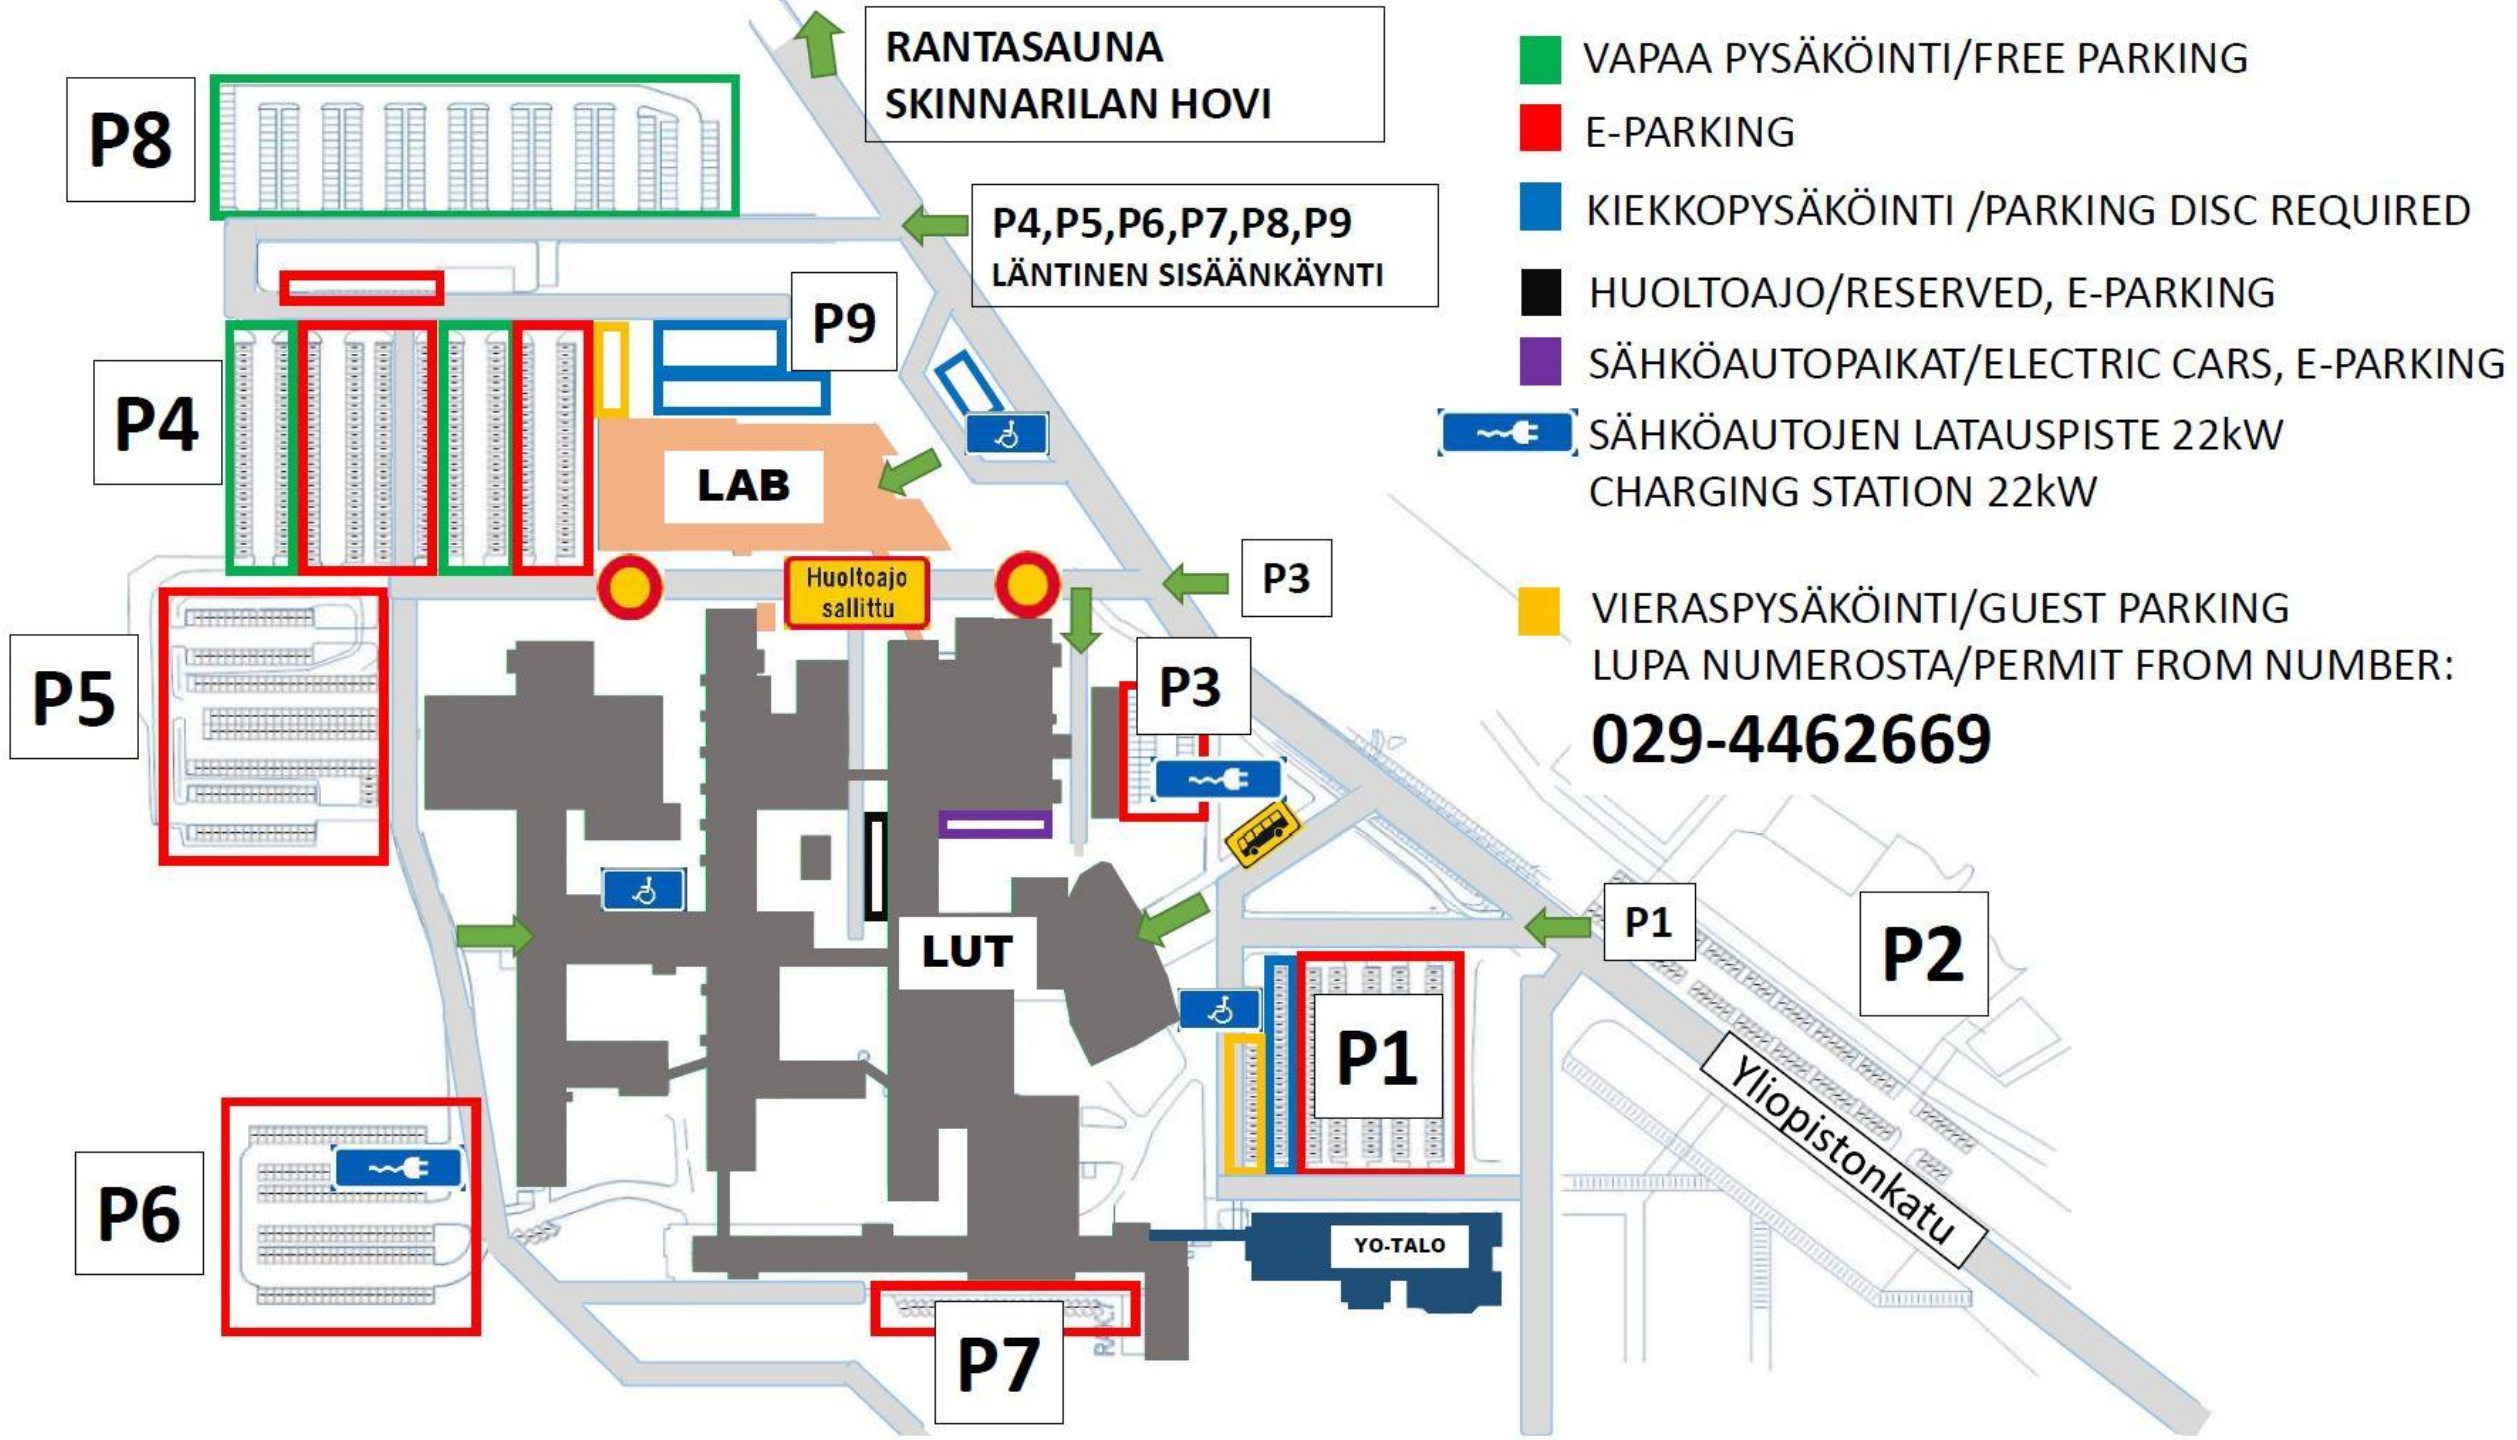 RANTASAUNA
SKINNARILAN HOVI
P8
P4,P5,P6,P7,P8,P9
LÄNTINEN SISÄÄNKÄYNTI
P9
P4
LAB
Huoltoajo
sallittu
P3
P3
P5
LUT
P1
P2
P1
Yliopistonkatu
P6
YO-TALO
P7
VAPAA PYSÄKÖINTI/FREE PARKING
E-PARKING
KIEKKOPYSÄKÖINTI /PARKING DISC REQUIRED
HUOLTOAJO/RESERVED, E-PARKING
SÄHKÖAUTOPAIKAT/ELECTRIC CARS, E-PARKING
SÄHKÖAUTOJEN LATAUSPISTE 22kW
CHARGING STATION 22kW
VIERASPYSÄKÖINTI/GUEST PARKING
LUPA NUMEROSTA/PERMIT FROM NUMBER:
029-4462669